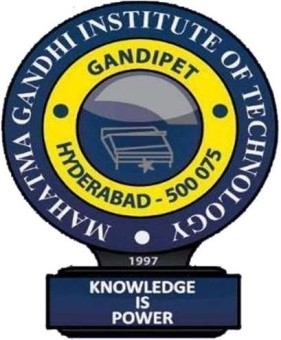 MAHATMA GANDHI INSTITUTE OF TECHNOLOGY
GANDIPET
HYDERABAD - 500 075
1997
KNOWLEDGE
IS
POWER